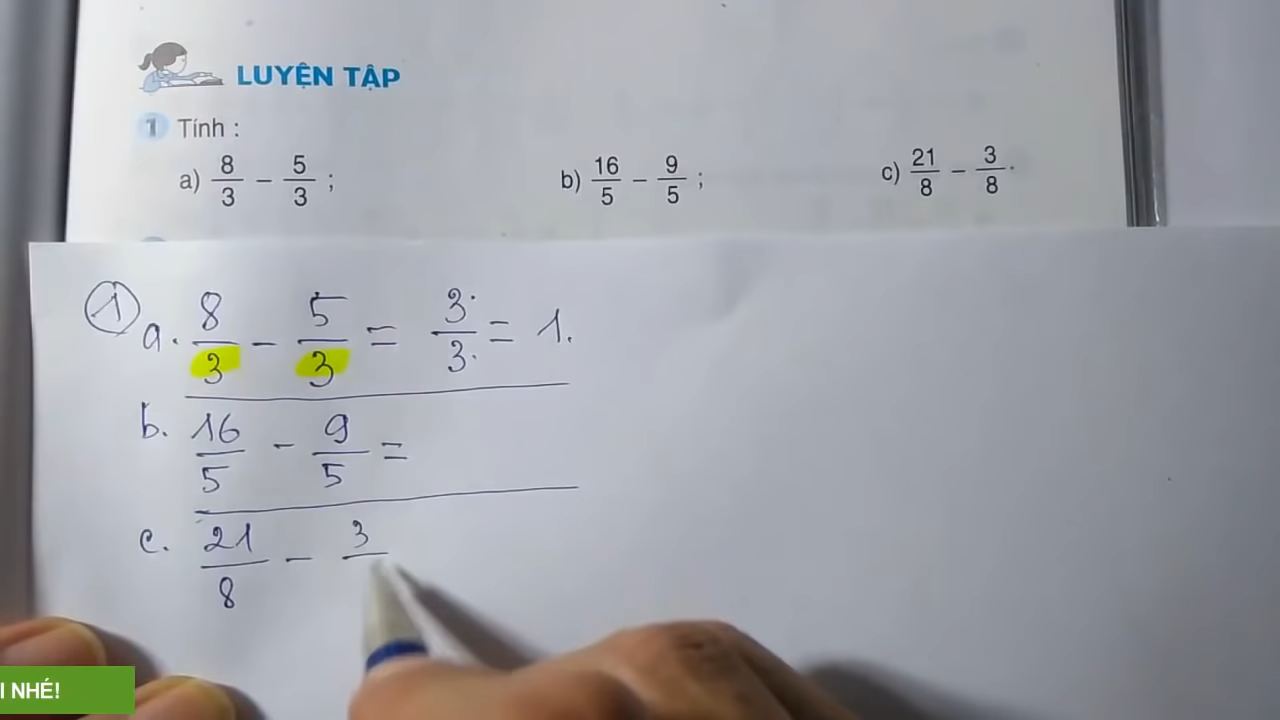 LUYỆN TẬP
1 Tính :
a) 8/3 − 5/3 ; b) 16/5 − 9/5 ; c) 21/8 − 3/8 .
1 a. 8/3 − 5/3 = 3/3 = 1.
b. 16/5 − 9/5 =
c. 21/8 − 3/
I NHÉ!